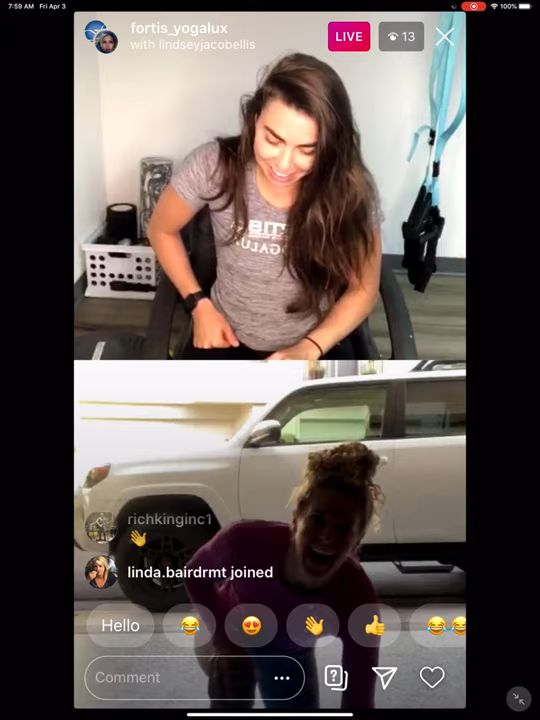 7:59 AM Fri Apr 3
100%
fortis_yogalux
with lindseyjacobellis
LIVE
13
richkinginc1
👋
linda.bairdrmt joined
Hello 😂 😍 👋 👍 😂😂
Comment